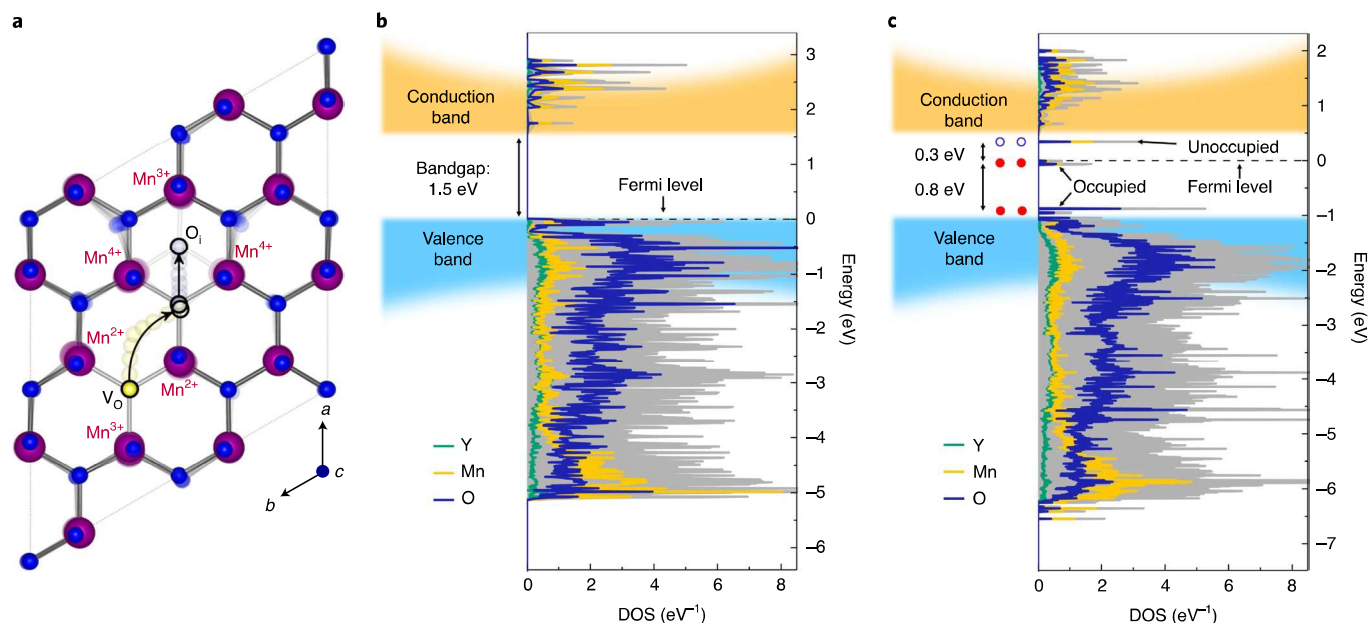 a
Mn3+
Oi
Mn4+
Mn4+
Mn2+
Mn2+
VO
Mn3+
a
b
c
b
Conduction
band
Bandgap:
1.5 eV
Fermi level
Valence
band
Y
Mn
O
3
2
1
0
−1
−2
−3
−4
−5
−6
Energy (eV)
0
2
4
6
8
DOS (eV−1)
c
Conduction
band
0.3 eV
0.8 eV
Unoccupied
Occupied
Fermi level
Valence
band
Y
Mn
O
2
1
0
−1
−2
−3
−4
−5
−6
−7
Energy (eV)
0
2
4
6
8
DOS (eV−1)